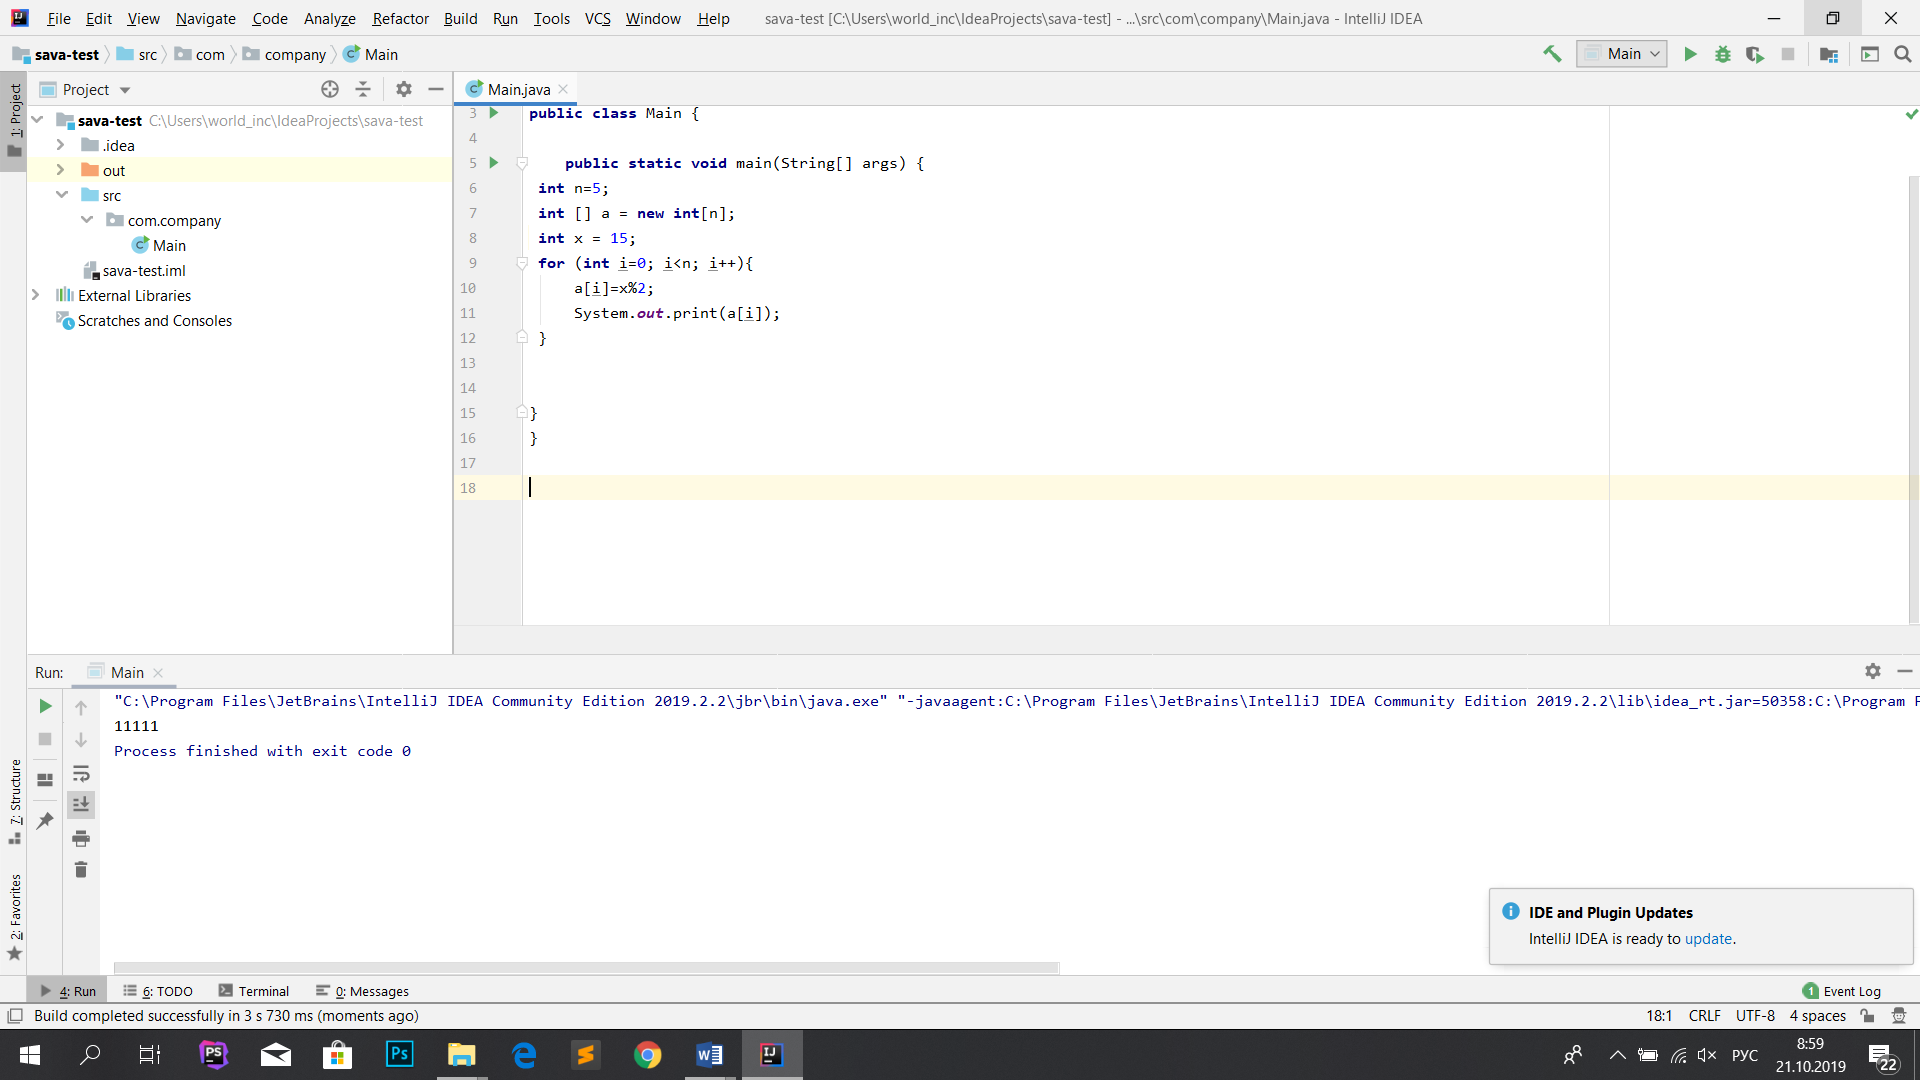 File Edit View Navigate Code Analyze Refactor Build Run Tools VCS Window Help sava-test [C:\Users\world_inc\IdeaProjects\sava-test] - ...\src\com\company\Main.java - IntelliJ IDEA
sava-test src com company Main Main
1: Project
Project
Main.java
sava-test C:\Users\world_inc\IdeaProjects\sava-test
.idea
out
src
com.company
Main
sava-test.iml
External Libraries
Scratches and Consoles
3 public class Main {
4
5 public static void main(String[] args) {
6 int n=5;
7 int [] a = new int[n];
8 int x = 15;
9 for (int i=0; i<n; i++){
10 a[i]=x%2;
11 System.out.print(a[i]);
12 }
13
14
15 }
16 }
17
18
Run: Main
"C:\Program Files\JetBrains\IntelliJ IDEA Community Edition 2019.2.2\jbr\bin\java.exe" "-javaagent:C:\Program Files\JetBrains\IntelliJ IDEA Community Edition 2019.2.2\lib\idea_rt.jar=50358:C:\Program F
11111
Process finished with exit code 0
7: Structure
2: Favorites
IDE and Plugin Updates
IntelliJ IDEA is ready to update.
4: Run 6: TODO Terminal 0: Messages 1 Event Log
Build completed successfully in 3 s 730 ms (moments ago) 18:1 CRLF UTF-8 4 spaces
PS Ps W IJ РУС 8:59
21.10.2019 22